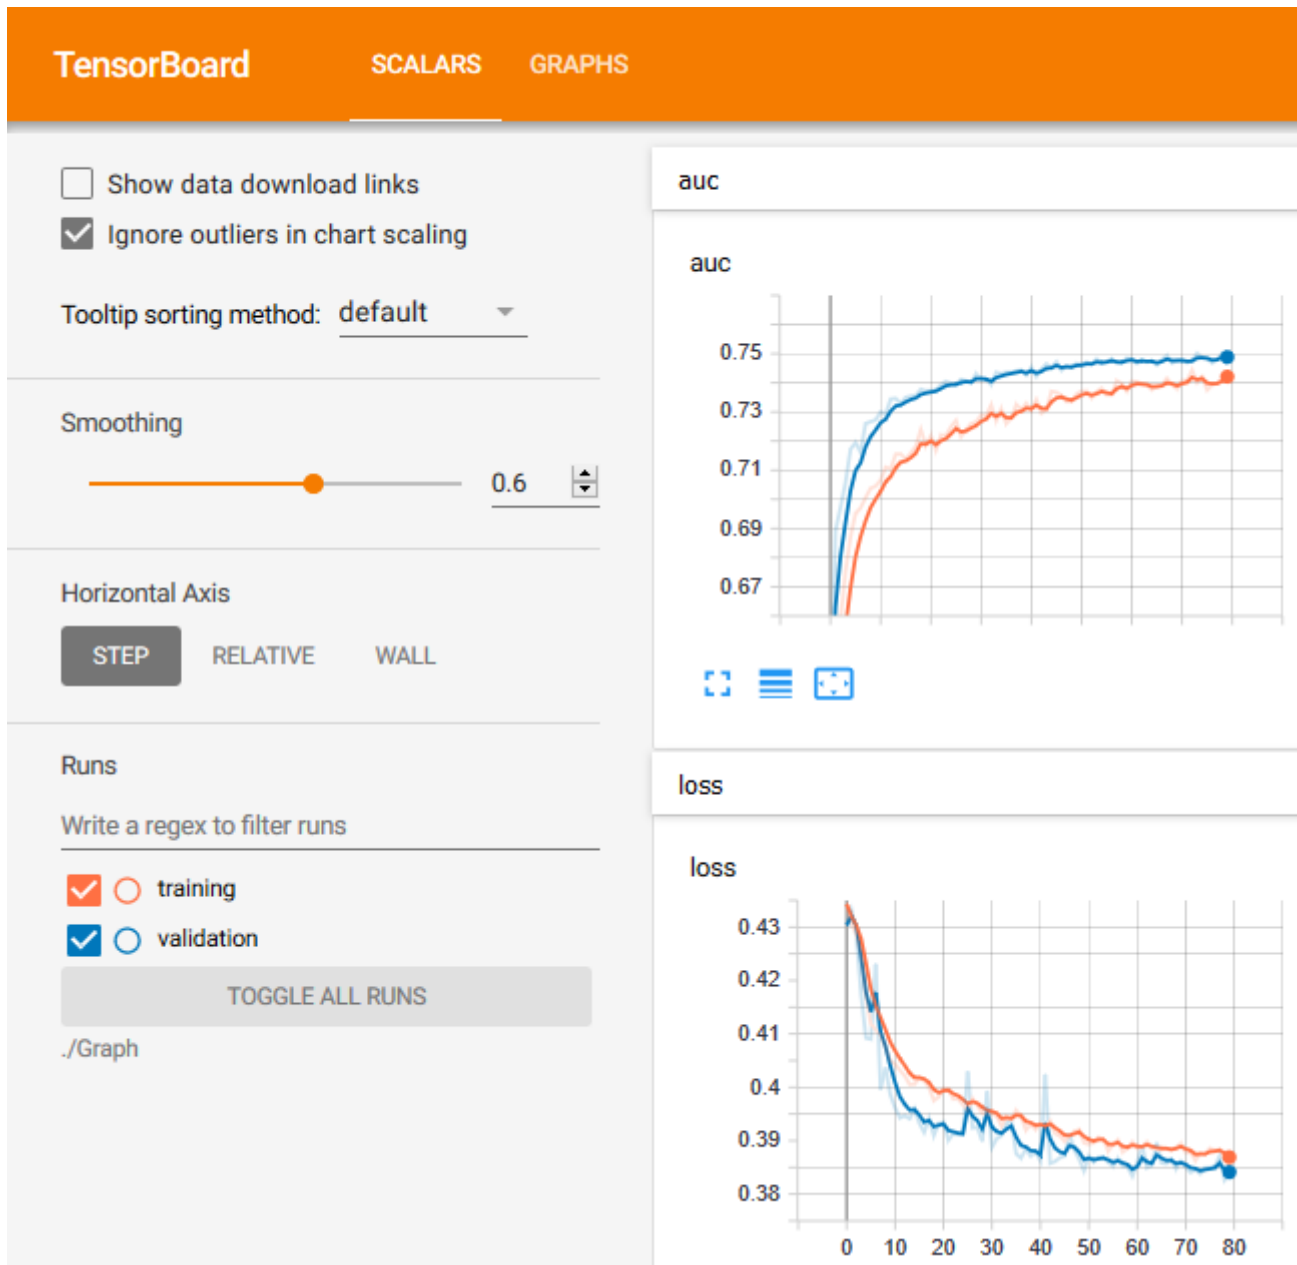 TensorBoard SCALARS GRAPHS
Show data download links
Ignore outliers in chart scaling
Tooltip sorting method: default
Smoothing
0.6
Horizontal Axis
STEP RELATIVE WALL
Runs
Write a regex to filter runs
training
validation
TOGGLE ALL RUNS
./Graph
auc
auc
0.75
0.73
0.71
0.69
0.67
loss
loss
0.43
0.42
0.41
0.4
0.39
0.38
0 10 20 30 40 50 60 70 80